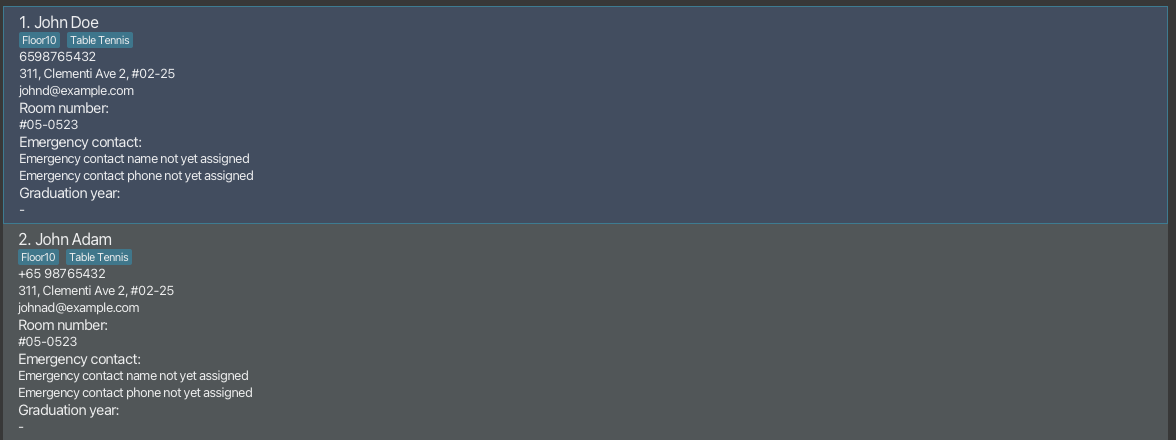 1. John Doe
Floor10 Table Tennis
6598765432
311, Clementi Ave 2, #02-25
johnd@example.com
Room number:
#05-0523
Emergency contact:
Emergency contact name not yet assigned
Emergency contact phone not yet assigned
Graduation year:
-
2. John Adam
Floor10 Table Tennis
+65 98765432
311, Clementi Ave 2, #02-25
johnad@example.com
Room number:
#05-0523
Emergency contact:
Emergency contact name not yet assigned
Emergency contact phone not yet assigned
Graduation year:
-